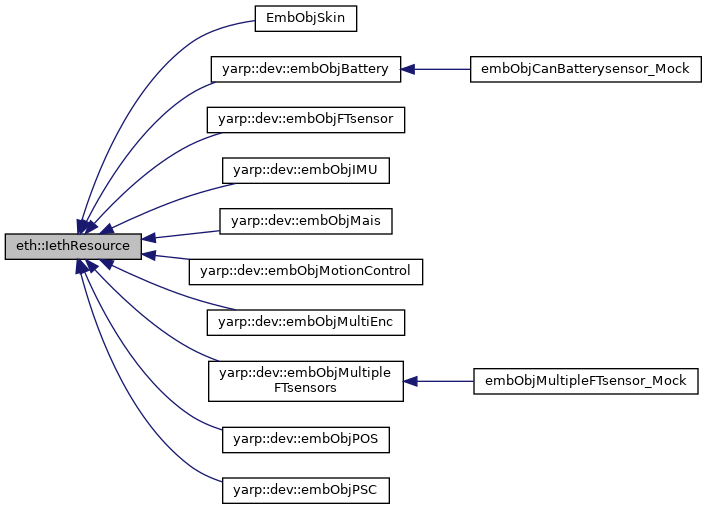 EmbObjSkin
yarp::dev::embObjBattery
embObjCanBatterysensor_Mock
yarp::dev::embObjFTsensor
yarp::dev::embObjIMU
yarp::dev::embObjMais
eth::IethResource
yarp::dev::embObjMotionControl
yarp::dev::embObjMultiEnc
yarp::dev::embObjMultiple
FTsensors
embObjMultipleFTsensor_Mock
yarp::dev::embObjPOS
yarp::dev::embObjPSC